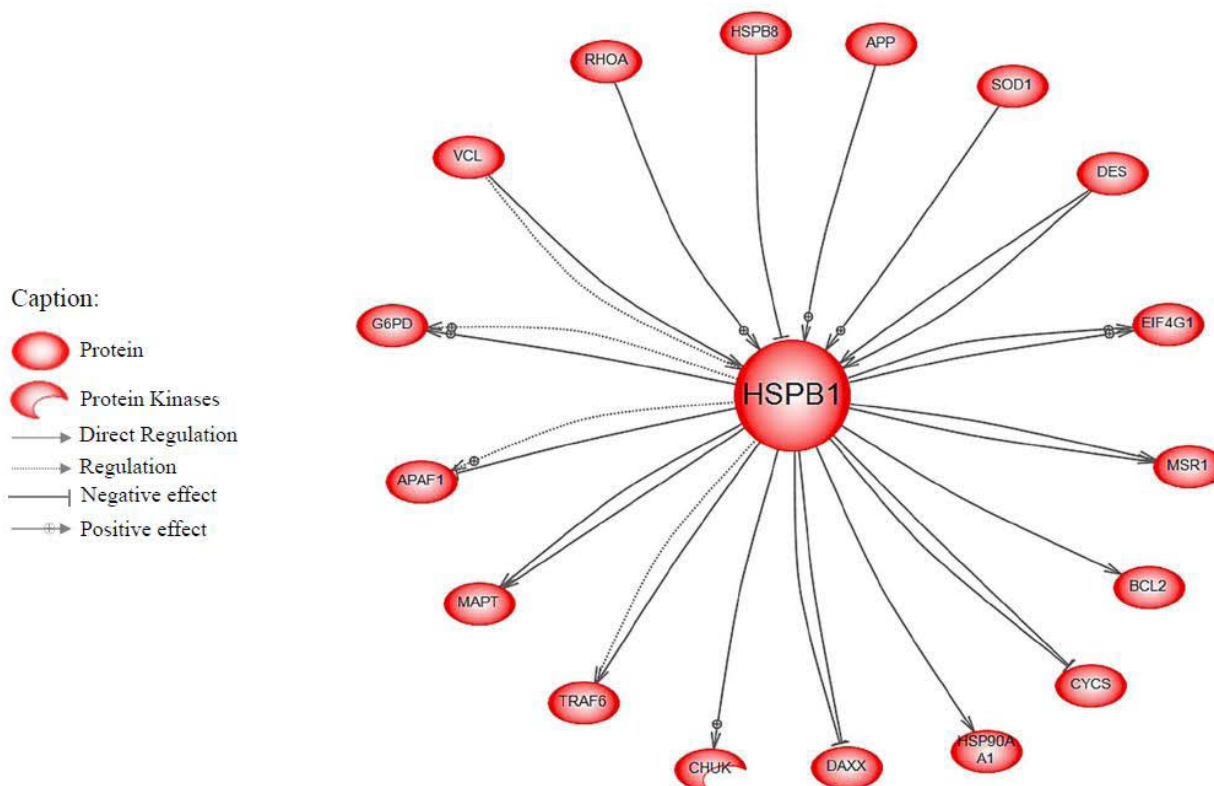 HSPB8
APP
RHOA
SOD1
VCL
DES
Caption:
G6PD
EIF4G1
Protein
HSPB1
Protein Kinases
Direct Regulation
Regulation
MSR1
APAF1
Negative effect
Positive effect
BCL2
MAPT
CYCS
TRAF6
HSP90A
A1
CHUK
DAXX